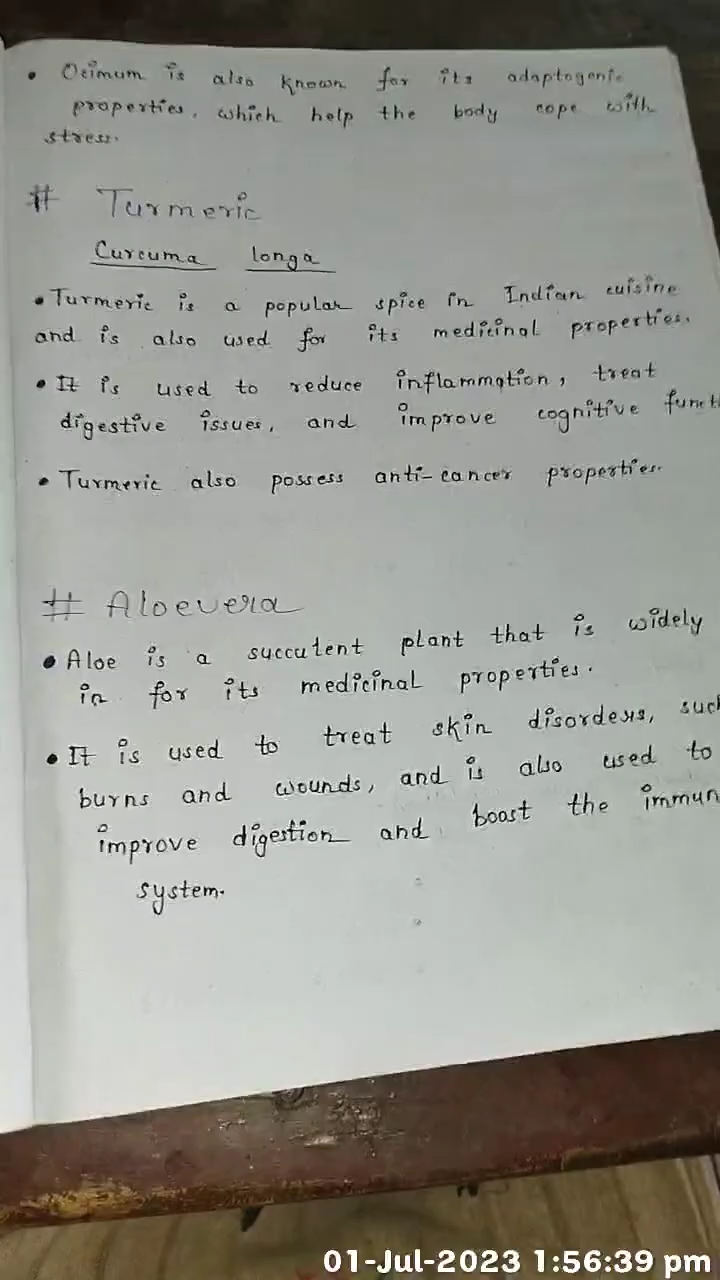 • Ocimum is also known for its adaptogenic
properties, which help the body cope with
stress.
# Turmeric
Curcuma longa
• Turmeric is a popular spice in Indian cuisine
and is also used for its medicinal properties.
• It is used to reduce inflammation, treat
digestive issues, and improve cognitive funct
• Turmeric also possess anti-cancer properties.
# Aloevera
• Aloe is a succulent plant that is widely
in for its medicinal properties.
• It is used to treat skin disorders, such
burns and wounds, and is also used to
improve digestion and boost the immun
system.
01-Jul-2023 1:56:39 pm